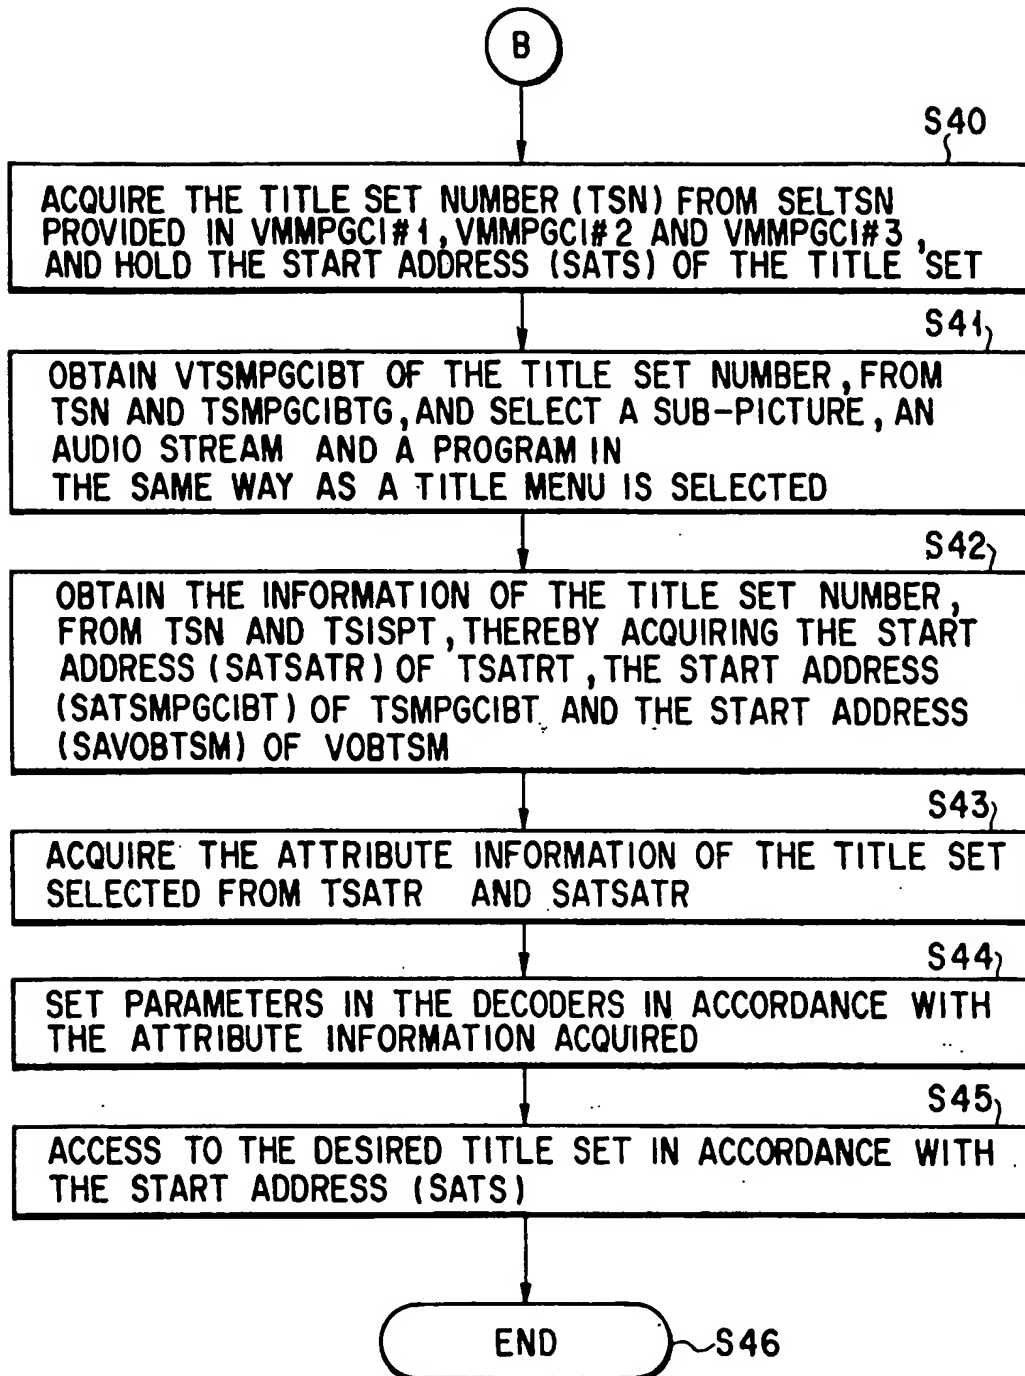 B
S40
ACQUIRE THE TITLE SET NUMBER (TSN) FROM SELTSN
PROVIDED IN VMMPGCI#1, VMMPGCI#2 AND VMMPGCI#3,
AND HOLD THE START ADDRESS (SATS) OF THE TITLE SET
S41
OBTAIN VTSMPGCIBT OF THE TITLE SET NUMBER, FROM
TSN AND TSMPGCIBTG, AND SELECT A SUB-PICTURE, AN
AUDIO STREAM AND A PROGRAM IN
THE SAME WAY AS A TITLE MENU IS SELECTED
S42
OBTAIN THE INFORMATION OF THE TITLE SET NUMBER,
FROM TSN AND TSISPT, THEREBY ACQUIRING THE START
ADDRESS (SATSATR) OF TSATRT, THE START ADDRESS
(SATSMPGCIBT) OF TSMPGCIBT AND THE START ADDRESS
(SAVOBTSM) OF VOBTSM
S43
ACQUIRE THE ATTRIBUTE INFORMATION OF THE TITLE SET
SELECTED FROM TSATR AND SATSATR
S44
SET PARAMETERS IN THE DECODERS IN ACCORDANCE WITH
THE ATTRIBUTE INFORMATION ACQUIRED
S45
ACCESS TO THE DESIRED TITLE SET IN ACCORDANCE WITH
THE START ADDRESS (SATS)
END
S46